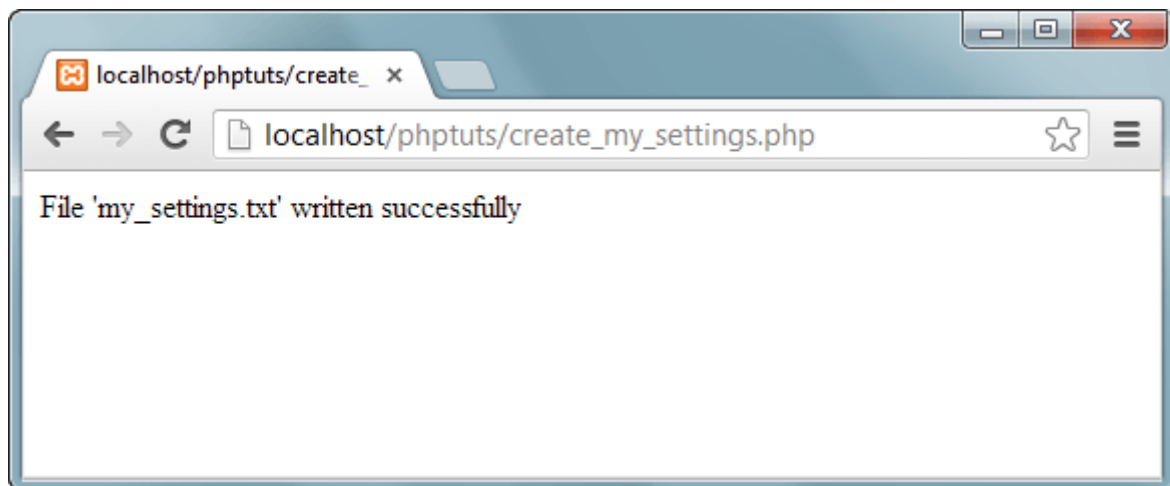 localhost/phptuts/create_
localhost/phptuts/create_my_settings.php
File 'my_settings.txt' written successfully